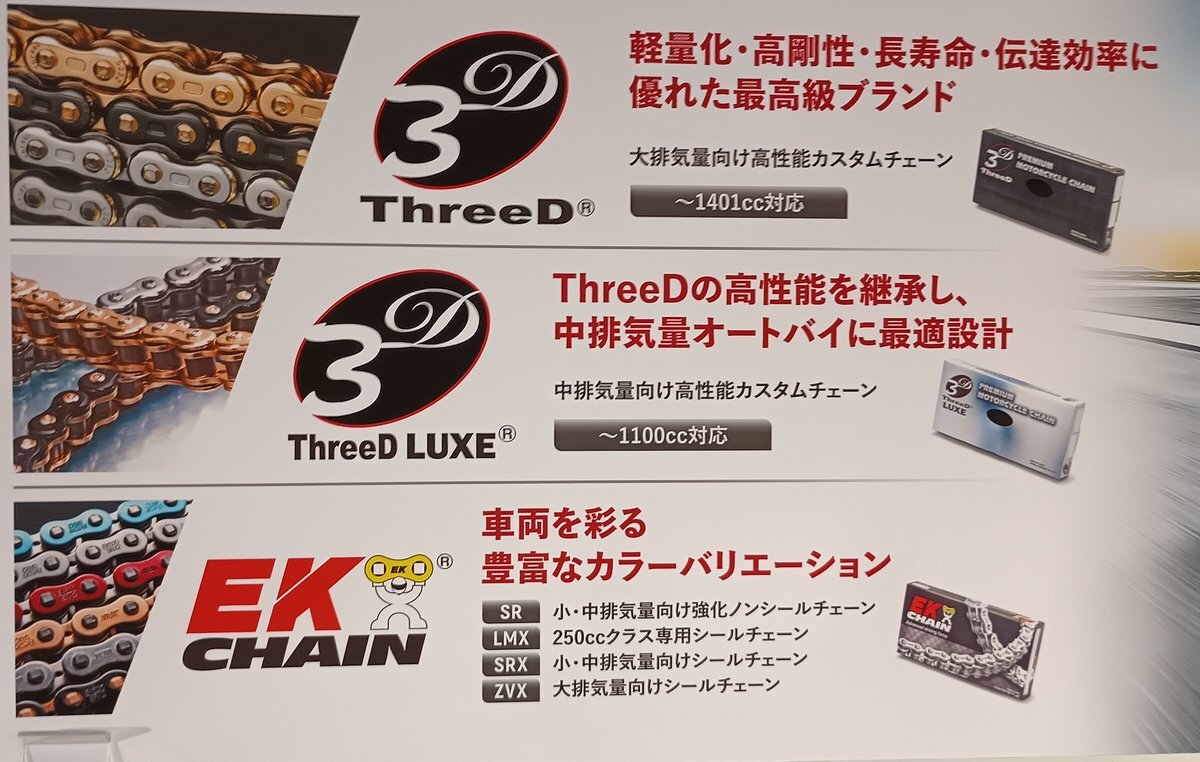 3D
ThreeD®
軽量化・高剛性・長寿命・伝達効率に
優れた最高級ブランド
大排気量向け高性能カスタムチェーン
～1401cc対応
3D
ThreeD
PREMIUM
MOTORCYCLE CHAIN
3D
ThreeD LUXE®
ThreeDの高性能を継承し、
中排気量オートバイに最適設計
中排気量向け高性能カスタムチェーン
～1100cc対応
3D
ThreeD
LUXE
PREMIUM
MOTORCYCLE CHAIN
EK
EK
®
CHAIN
車両を彩る
豊富なカラーバリエーション
SR 小・中排気量向け強化ノンシールチェーン
LMX 250ccクラス専用シールチェーン
SRX 小・中排気量向けシールチェーン
ZVX 大排気量向けシールチェーン
EK
CHAIN